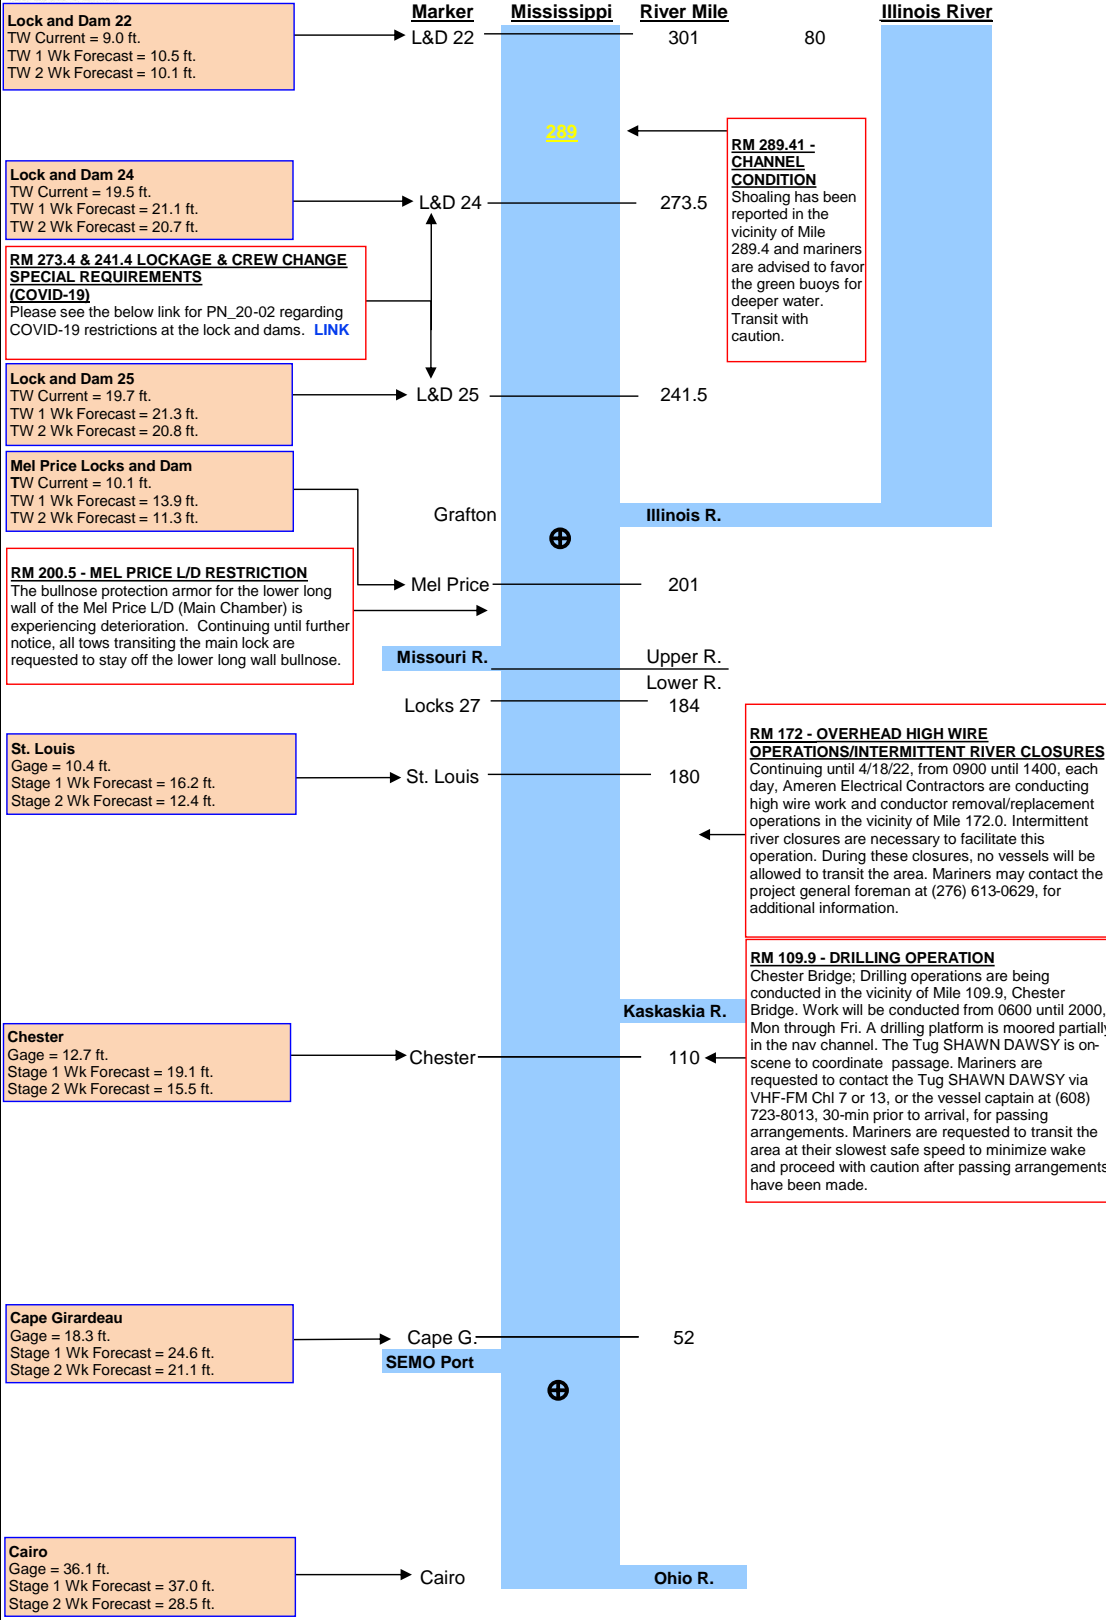 Marker Mississippi River Mile Illinois River
Lock and Dam 22
TW Current = 9.0 ft.
TW 1 Wk Forecast = 10.5 ft.
TW 2 Wk Forecast = 10.1 ft.
L&D 22 301 80
289
RM 289.41 -
CHANNEL
CONDITION
Shoaling has been
reported in the
vicinity of Mile
289.4 and mariners
are advised to favor
the green buoys for
deeper water.
Transit with
caution.
Lock and Dam 24
TW Current = 19.5 ft.
TW 1 Wk Forecast = 21.1 ft.
TW 2 Wk Forecast = 20.7 ft.
L&D 24 273.5
RM 273.4 & 241.4 LOCKAGE & CREW CHANGE
SPECIAL REQUIREMENTS
(COVID-19)
Please see the below link for PN_20-02 regarding
COVID-19 restrictions at the lock and dams. LINK
Lock and Dam 25
TW Current = 19.7 ft.
TW 1 Wk Forecast = 21.3 ft.
TW 2 Wk Forecast = 20.8 ft.
L&D 25 241.5
Mel Price Locks and Dam
TW Current = 10.1 ft.
TW 1 Wk Forecast = 13.9 ft.
TW 2 Wk Forecast = 11.3 ft.
Grafton Illinois R.
RM 200.5 - MEL PRICE L/D RESTRICTION
The bullnose protection armor for the lower long
wall of the Mel Price L/D (Main Chamber) is
experiencing deterioration. Continuing until further
notice, all tows transiting the main lock are
requested to stay off the lower long wall bullnose.
Mel Price 201
Missouri R. Upper R.
Lower R.
Locks 27 184
St. Louis
Gage = 10.4 ft.
Stage 1 Wk Forecast = 16.2 ft.
Stage 2 Wk Forecast = 12.4 ft.
St. Louis 180
RM 172 - OVERHEAD HIGH WIRE
OPERATIONS/INTERMITTENT RIVER CLOSURES
Continuing until 4/18/22, from 0900 until 1400, each
day, Ameren Electrical Contractors are conducting
high wire work and conductor removal/replacement
operations in the vicinity of Mile 172.0. Intermittent
river closures are necessary to facilitate this
operation. During these closures, no vessels will be
allowed to transit the area. Mariners may contact the
project general foreman at (276) 613-0629, for
additional information.
RM 109.9 - DRILLING OPERATION
Chester Bridge; Drilling operations are being
conducted in the vicinity of Mile 109.9, Chester
Bridge. Work will be conducted from 0600 until 2000,
Mon through Fri. A drilling platform is moored partially
in the nav channel. The Tug SHAWN DAWSY is on-
scene to coordinate passage. Mariners are
requested to contact the Tug SHAWN DAWSY via
VHF-FM Chl 7 or 13, or the vessel captain at (608)
723-8013, 30-min prior to arrival, for passing
arrangements. Mariners are requested to transit the
area at their slowest safe speed to minimize wake
and proceed with caution after passing arrangements
have been made.
Kaskaskia R.
Chester
Gage = 12.7 ft.
Stage 1 Wk Forecast = 19.1 ft.
Stage 2 Wk Forecast = 15.5 ft.
Chester 110
Cape Girardeau
Gage = 18.3 ft.
Stage 1 Wk Forecast = 24.6 ft.
Stage 2 Wk Forecast = 21.1 ft.
Cape G. 52
SEMO Port
Cairo
Gage = 36.1 ft.
Stage 1 Wk Forecast = 37.0 ft.
Stage 2 Wk Forecast = 28.5 ft.
Cairo Ohio R.